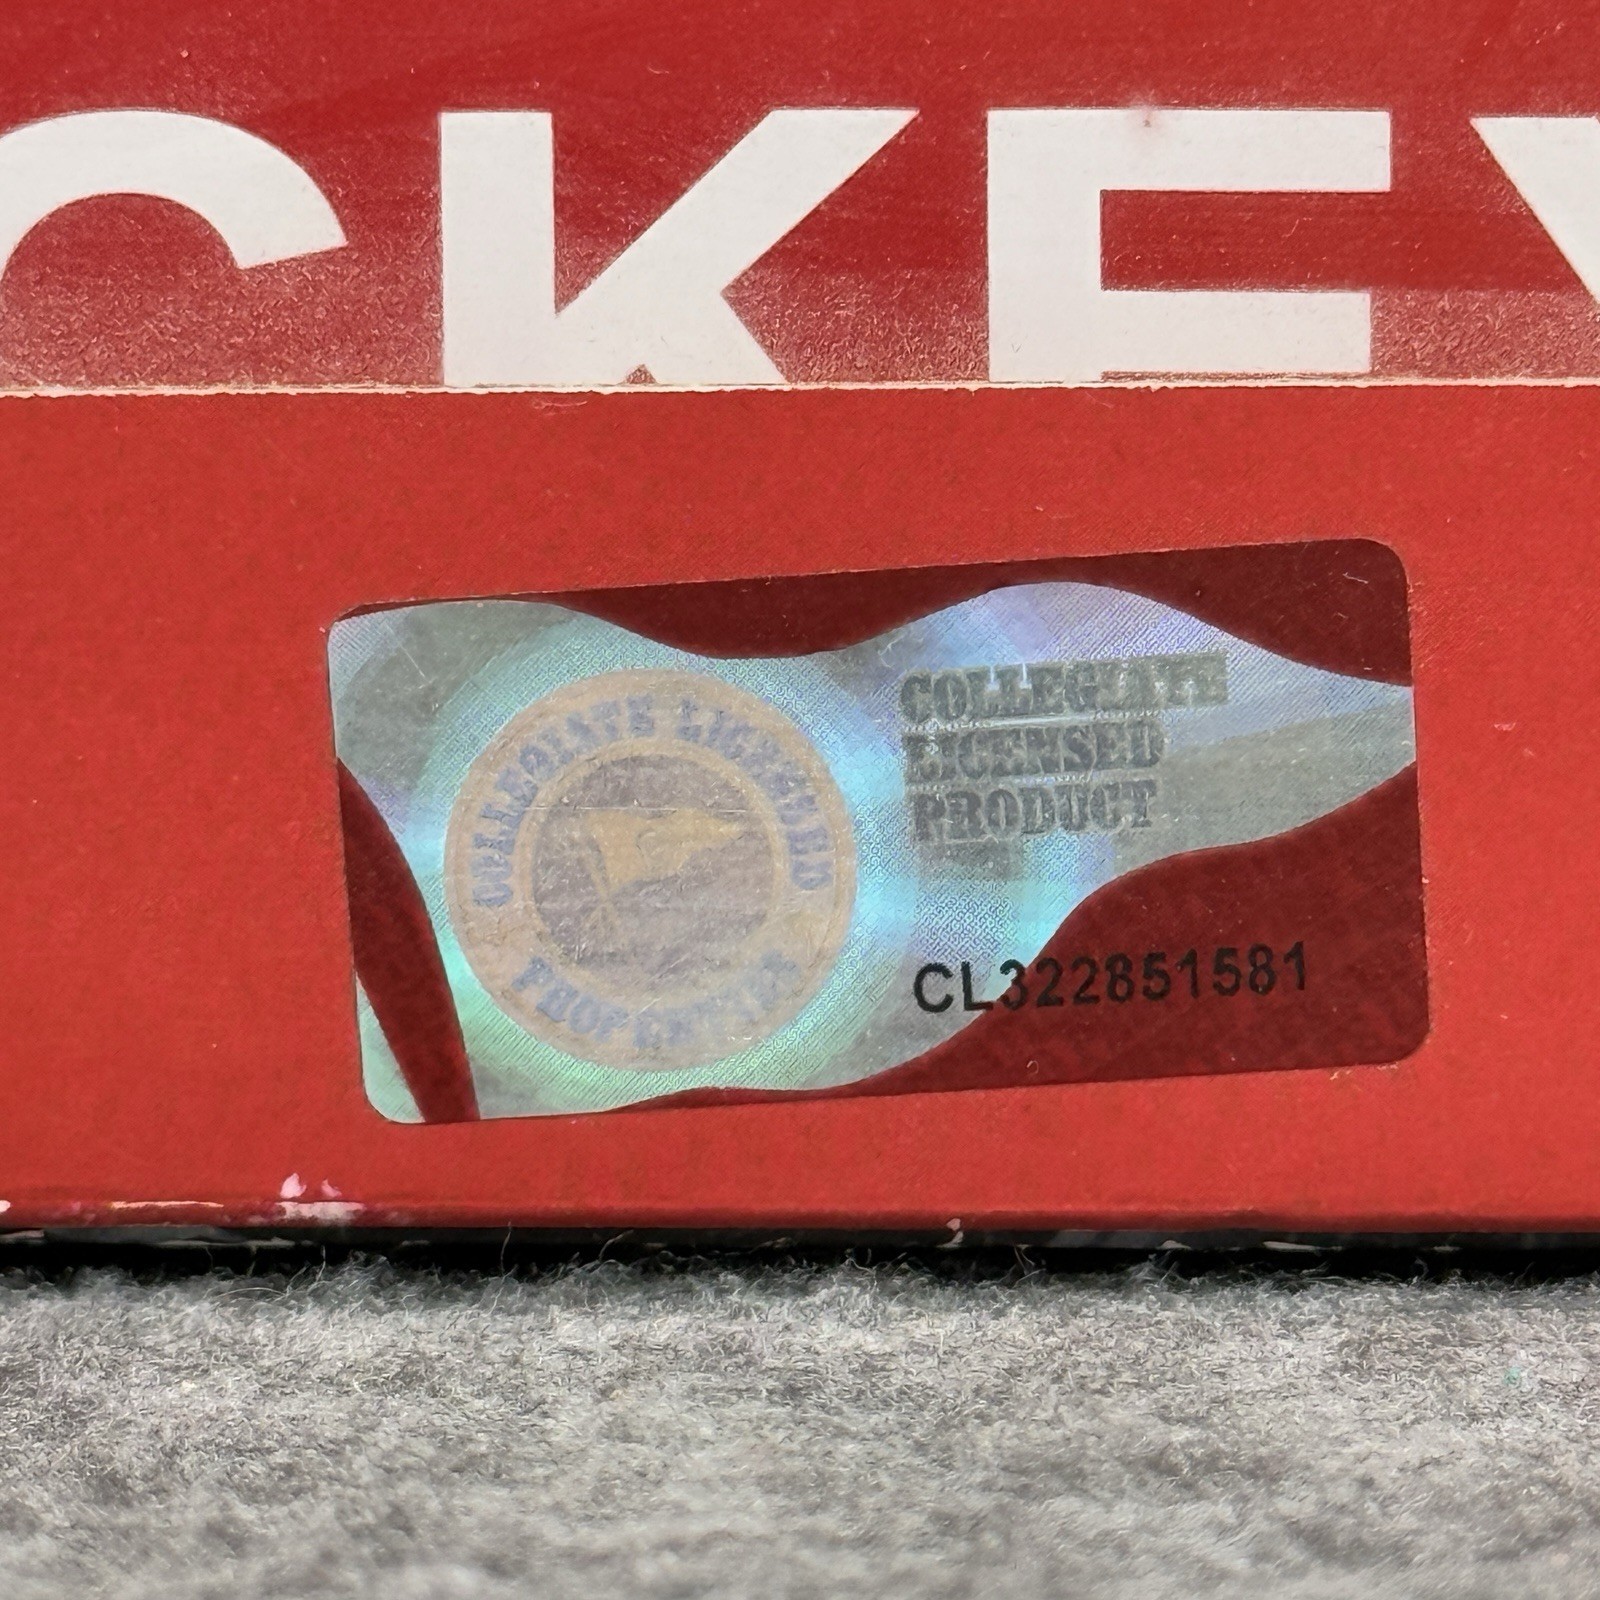 CKEY
COLLEGIATE LICENSED
PROPERTIES
COLLEGIATE
LICENSED
PRODUCT
CL322851581